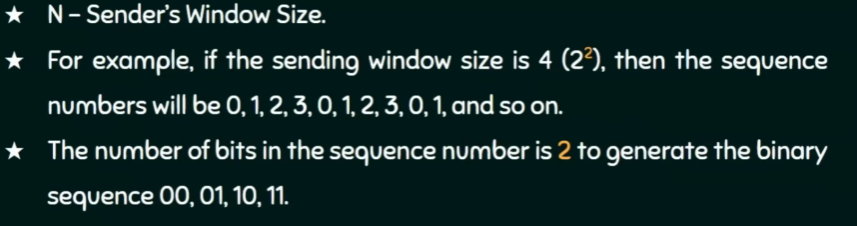 ★ N – Sender's Window Size.
★ For example, if the sending window size is 4 (2²), then the sequence
numbers will be 0, 1, 2, 3, 0, 1, 2, 3, 0, 1, and so on.
★ The number of bits in the sequence number is 2 to generate the binary
sequence 00, 01, 10, 11.